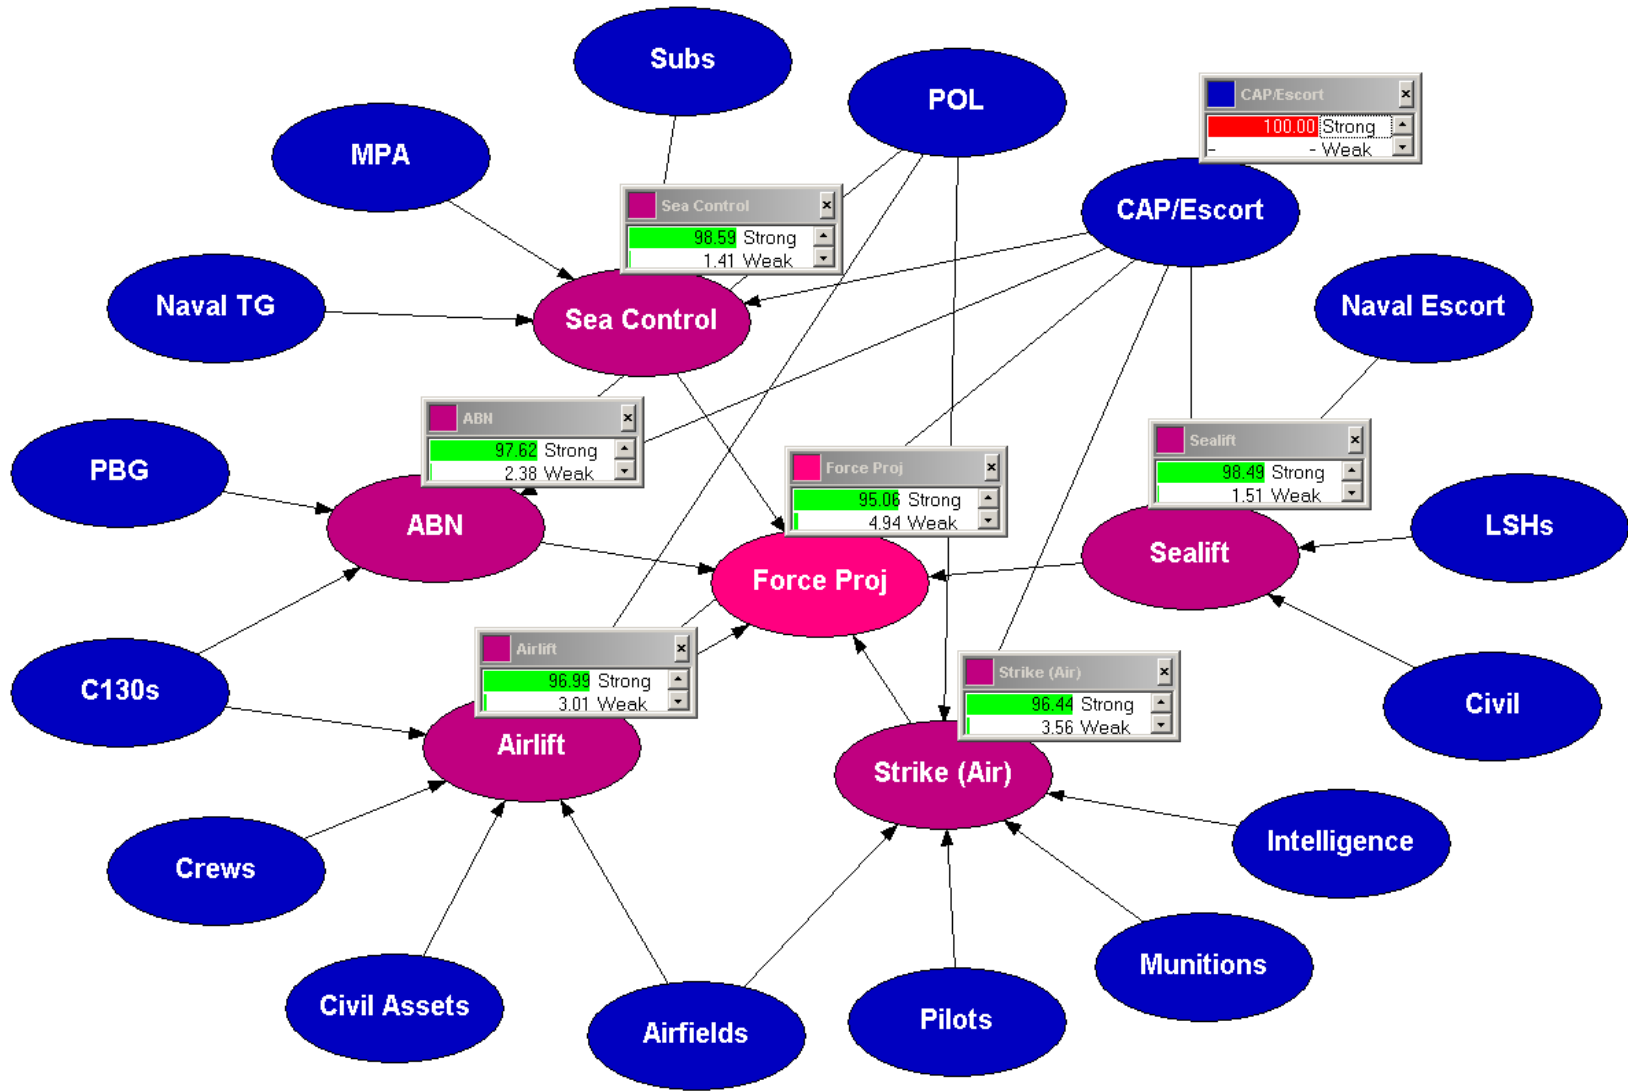 Subs
POL
CAP/Escort
100.00 Strong
- - Weak
MPA
Sea Control
98.59 Strong
1.41 Weak
CAP/Escort
Naval TG
Sea Control
Naval Escort
ABN
97.62 Strong
2.38 Weak
Force Proj
95.06 Strong
4.94 Weak
Sealift
98.49 Strong
1.51 Weak
PBG
ABN
LSHs
Sealift
Force Proj
Airlift
96.99 Strong
3.01 Weak
Strike (Air)
96.44 Strong
3.56 Weak
C130s
Civil
Airlift
Strike (Air)
Intelligence
Crews
Munitions
Civil Assets
Airfields
Pilots